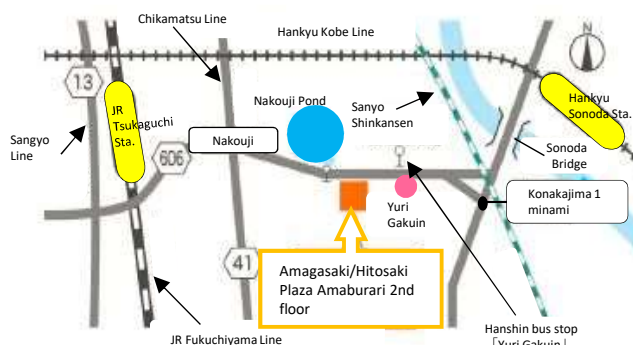 Chikamatsu Line
Hankyu Kobe Line
N
13
JR
Tsukaguchi
Sta.
Nakouji Pond
Sanyo
Shinkansen
Hankyu
Sonoda Sta.
Sangyo
Line
606
Nakouji
Sonoda
Bridge
Yuri
Gakuin
Konakajima 1
minami
41
Amagasaki/Hitosaki
Plaza Amaburari 2nd
floor
JR Fukuchiyama Line
Hanshin bus stop
「Yuri Gakuin」